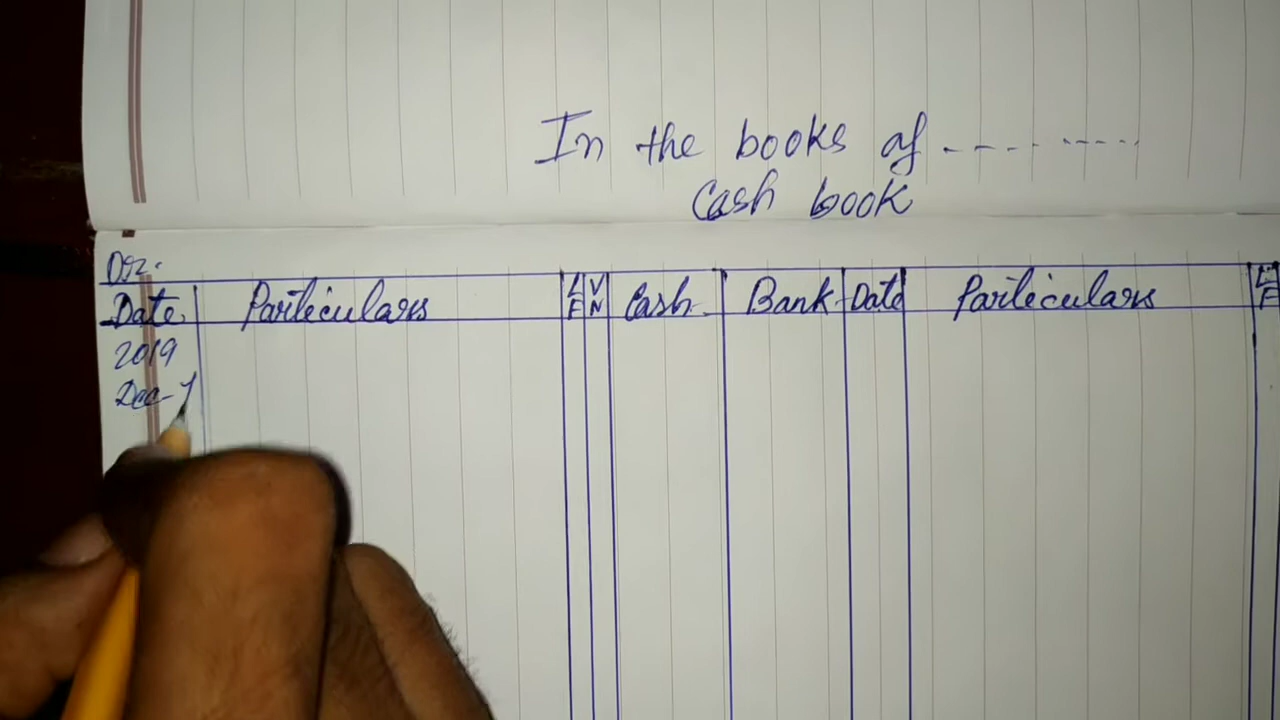 In the books of .... .....
Cash book
Dr.
Date Particulars L F V N Cash Bank Date Particulars L F
2019
Dec-1